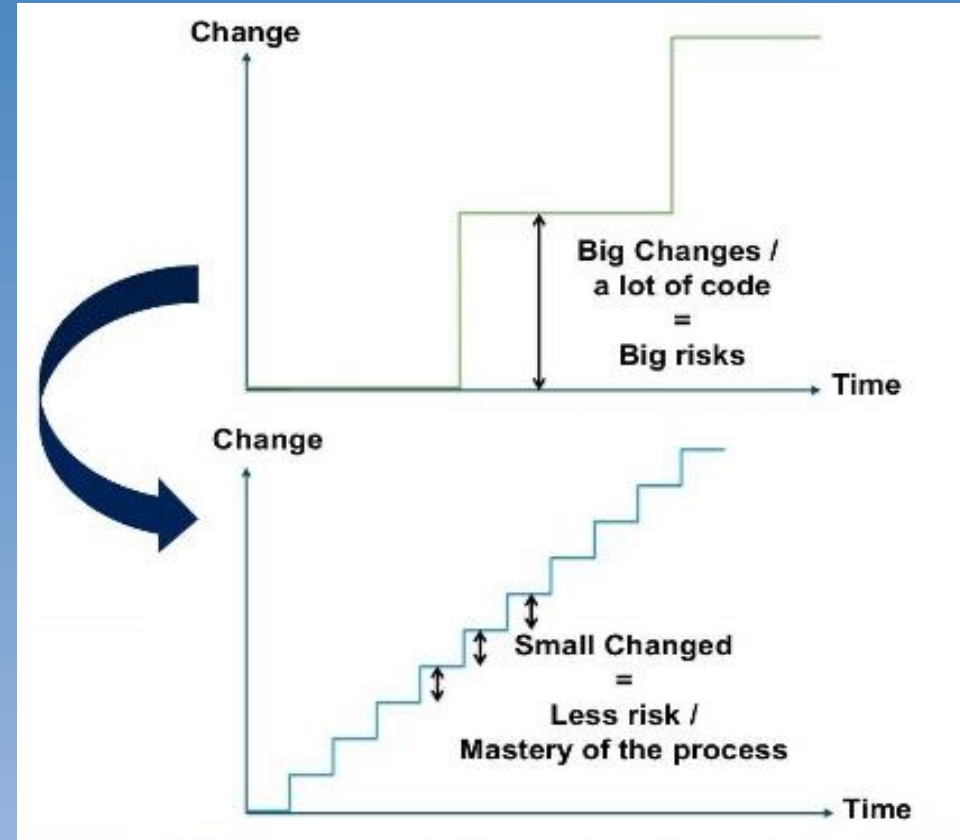 Change
Big Changes /
a lot of code
=
Big risks
Time
Change
Small Changed
=
Less risk /
Mastery of the process
Time